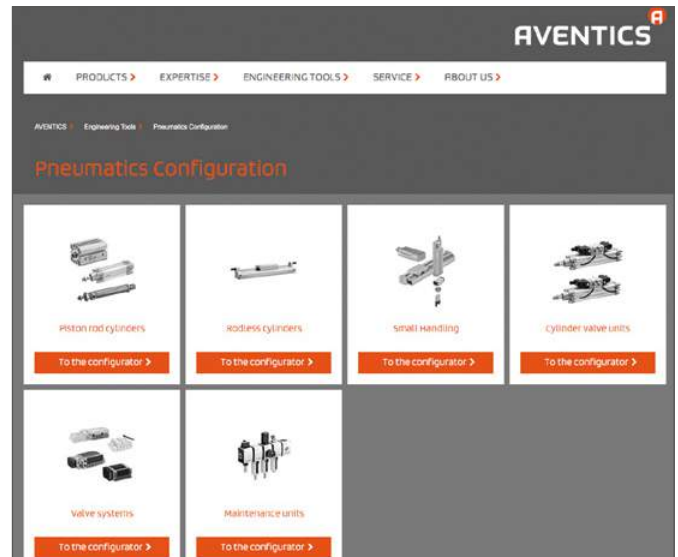 AVENTICS
PRODUCTS > EXPERTISE > ENGINEERING TOOLS > SERVICE > ABOUT US >
AVENTICS > Engineering Tools > Pneumatics Configuration
Pneumatics Configuration
Piston rod cylinders Rodless cylinders Small Handling Cylinder valve units
To the configurator > To the configurator > To the configurator > To the configurator >
Valve systems Maintenance units
To the configurator > To the configurator >